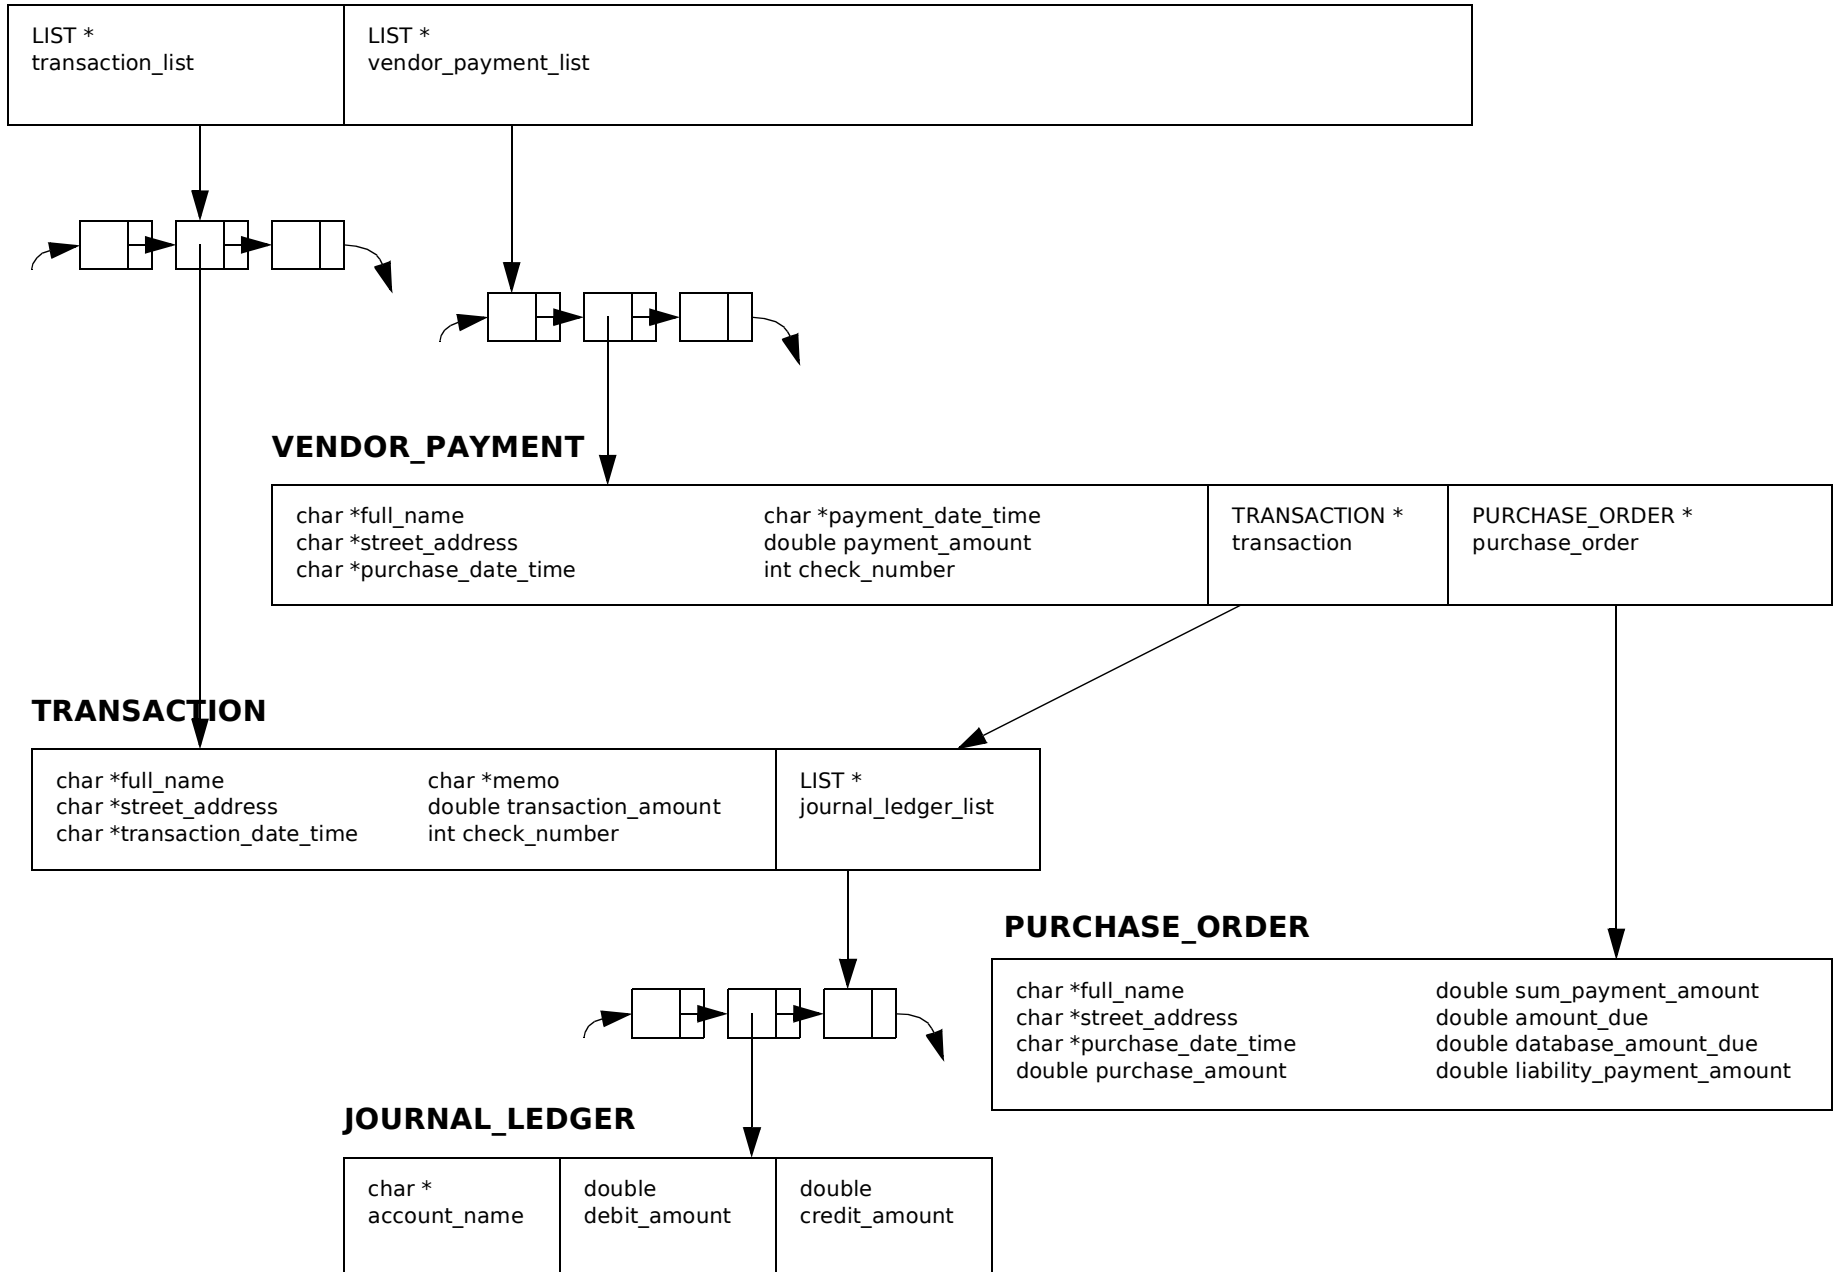 LIST *
transaction_list
LIST *
vendor_payment_list
VENDOR_PAYMENT
char *full_name
char *street_address
char *purchase_date_time
char *payment_date_time
double payment_amount
int check_number
TRANSACTION *
transaction
PURCHASE_ORDER *
purchase_order
TRANSACTION
char *full_name
char *street_address
char *transaction_date_time
char *memo
double transaction_amount
int check_number
LIST *
journal_ledger_list
PURCHASE_ORDER
char *full_name
char *street_address
char *purchase_date_time
double purchase_amount
double sum_payment_amount
double amount_due
double database_amount_due
double liability_payment_amount
JOURNAL_LEDGER
char *
account_name
double
debit_amount
double
credit_amount